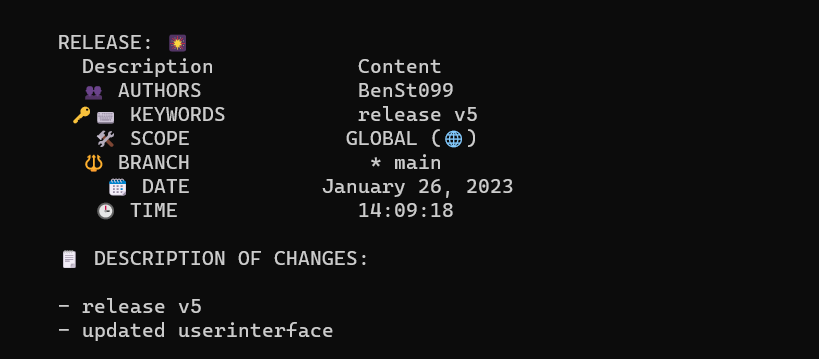 RELEASE: 🎇
Description Content
👥 AUTHORS BenSt099
🔑⌨ KEYWORDS release v5
🛠 SCOPE GLOBAL (🌐)
🔱 BRANCH * main
📅 DATE January 26, 2023
🕒 TIME 14:09:18
🗒 DESCRIPTION OF CHANGES:
- release v5
- updated userinterface